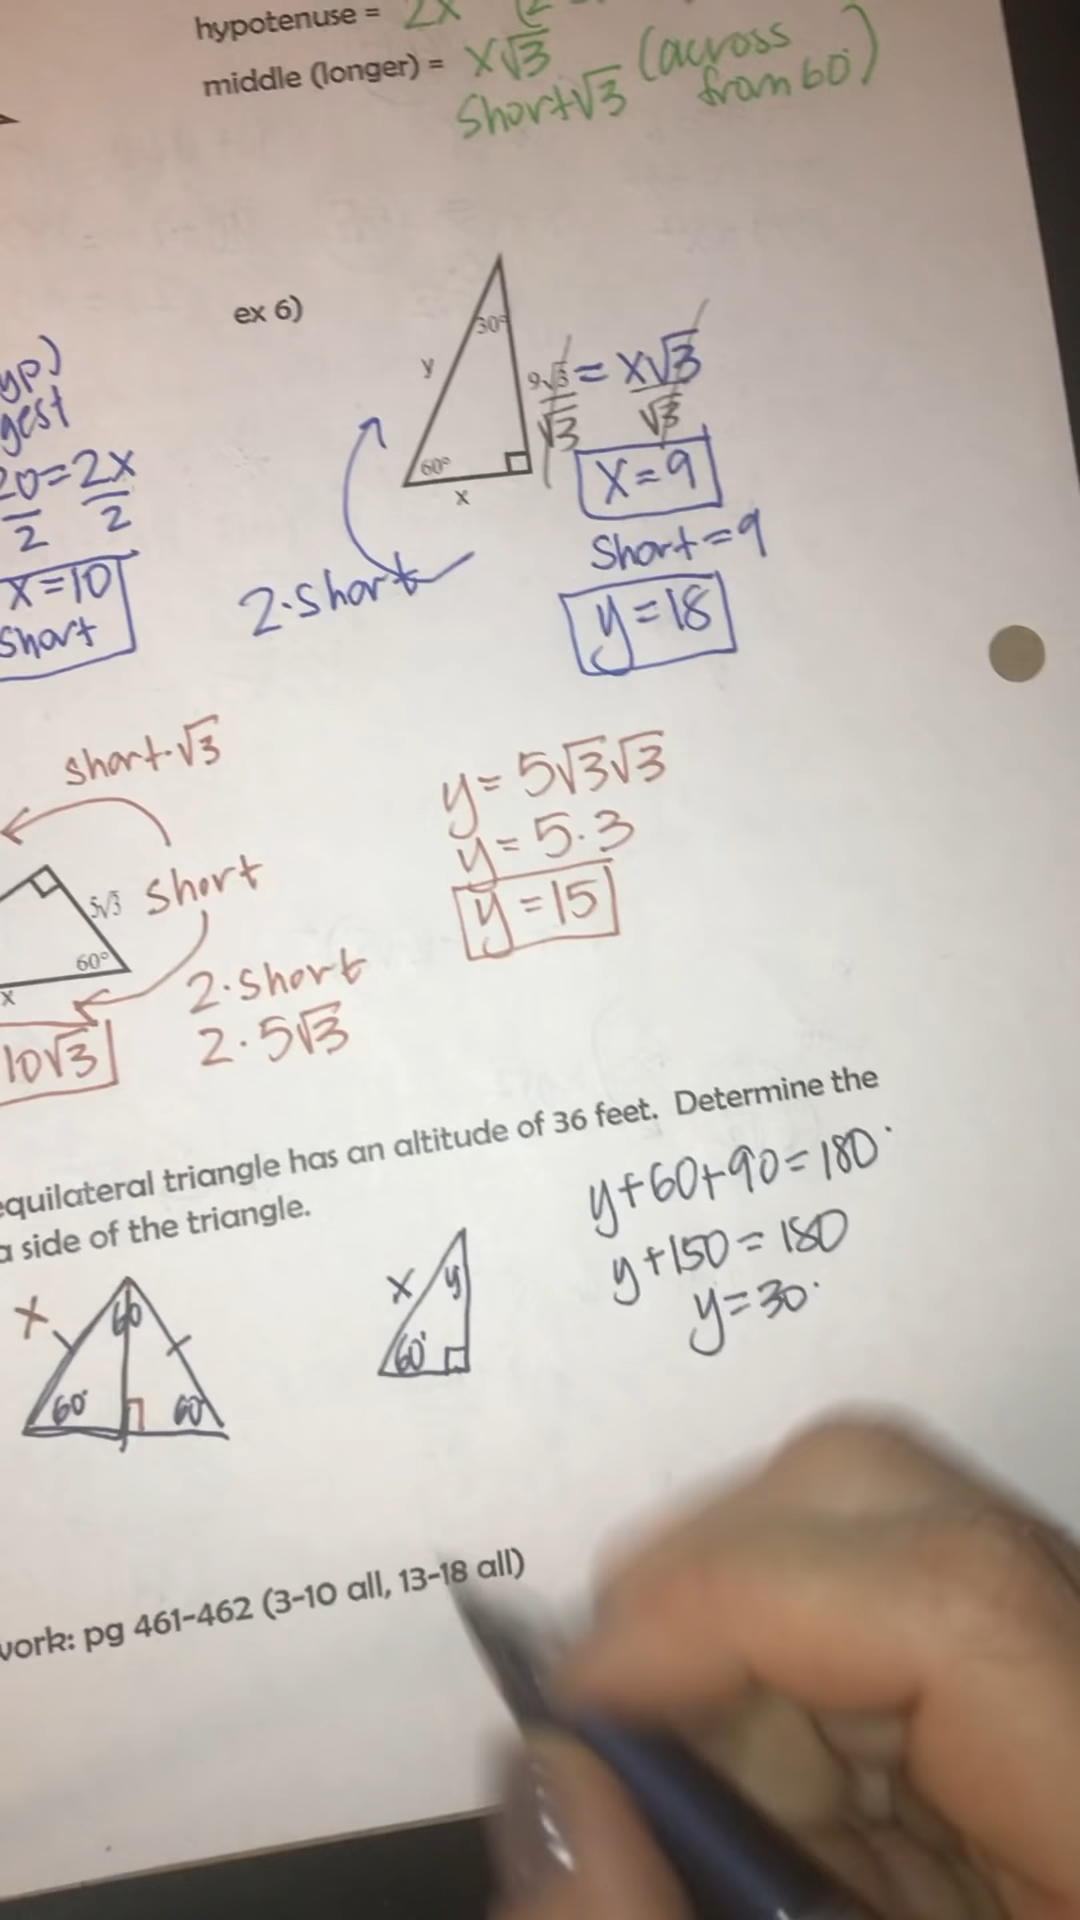 hypotenuse = 2x
middle (longer) = x√3 (across from 60°)
short√3
ex 6)
30°
y
9√3 = x√3
√3 √3
60°
x
x=9
short=9
2·short
y=18
20=2x
2 2
x=10
short
short·√3
y= 5√3√3
y= 5·3
y=15
5√3 short
60°
x
2·short
10√3
2·5√3
equilateral triangle has an altitude of 36 feet. Determine the
a side of the triangle.
y+60+90=180°
y+150=180
y=30°
x
60
60°
60
x
y
60°
work: pg 461-462 (3-10 all, 13-18 all)